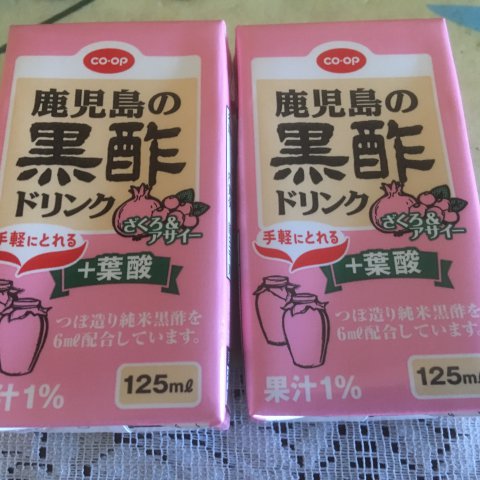 CO·OP
鹿児島の
黒酢
ドリンク
ざくろ&
アサイー
手軽にとれる
+葉酸
つぼ造り純米黒酢を
6ml配合しています。
汁1%
125ml
CO·OP
鹿児島の
黒酢
ドリンク
ざくろ&
アサイー
手軽にとれる
+葉酸
つぼ造り純米黒酢を
6ml配合しています。
果汁1%
125ml